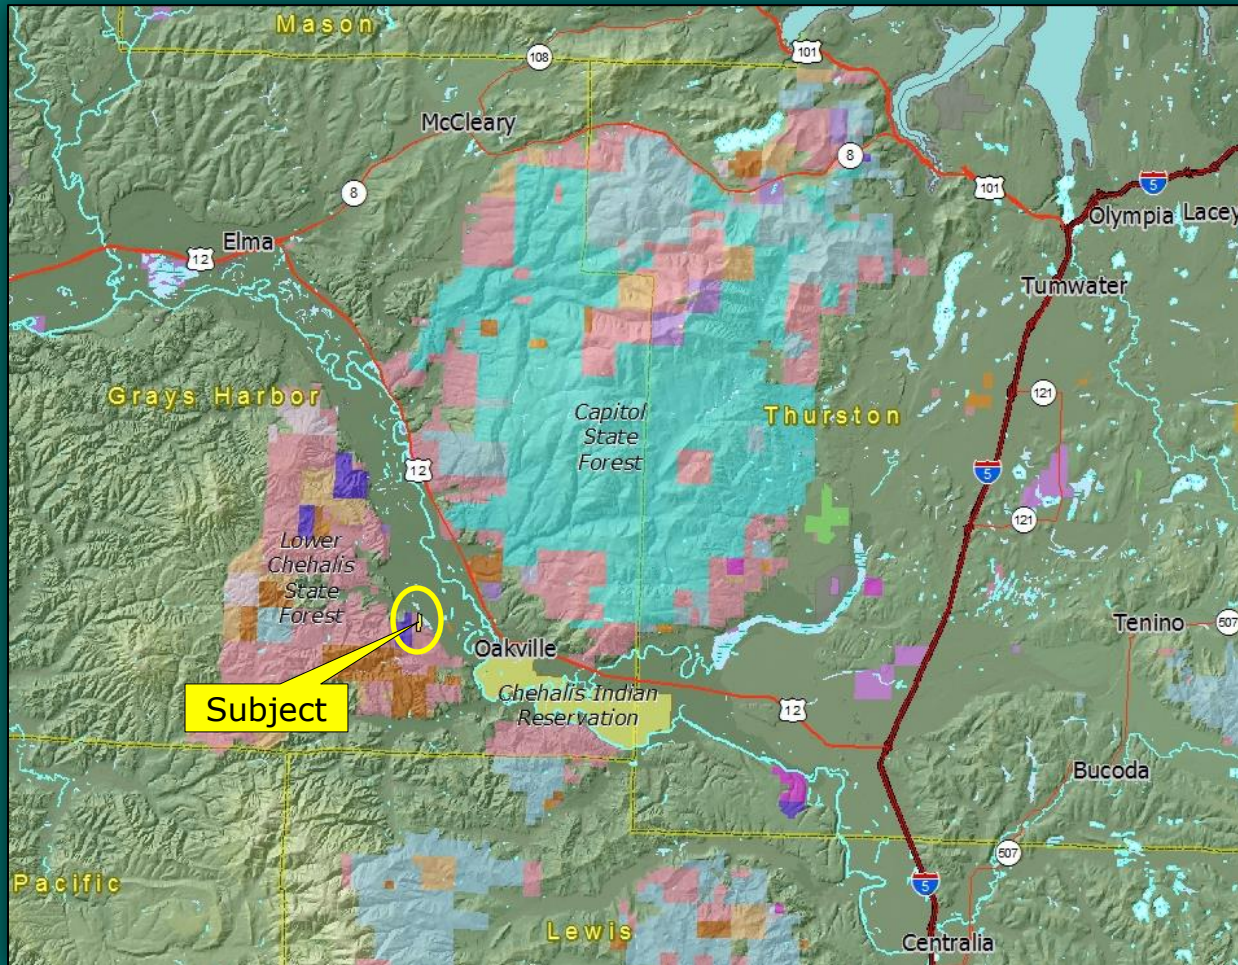 Mason
101
108
McCleary
8
8
101
5
Olympia
Lacey
Elma
12
Tumwater
Grays Harbor
121
Capitol
State
Forest
Thurston
12
5
121
Lower
Chehalis
State
Forest
Tenino
507
Oakville
Subject
Chehalis Indian
Reservation
12
Bucoda
507
Pacific
5
Lewis
Centralia